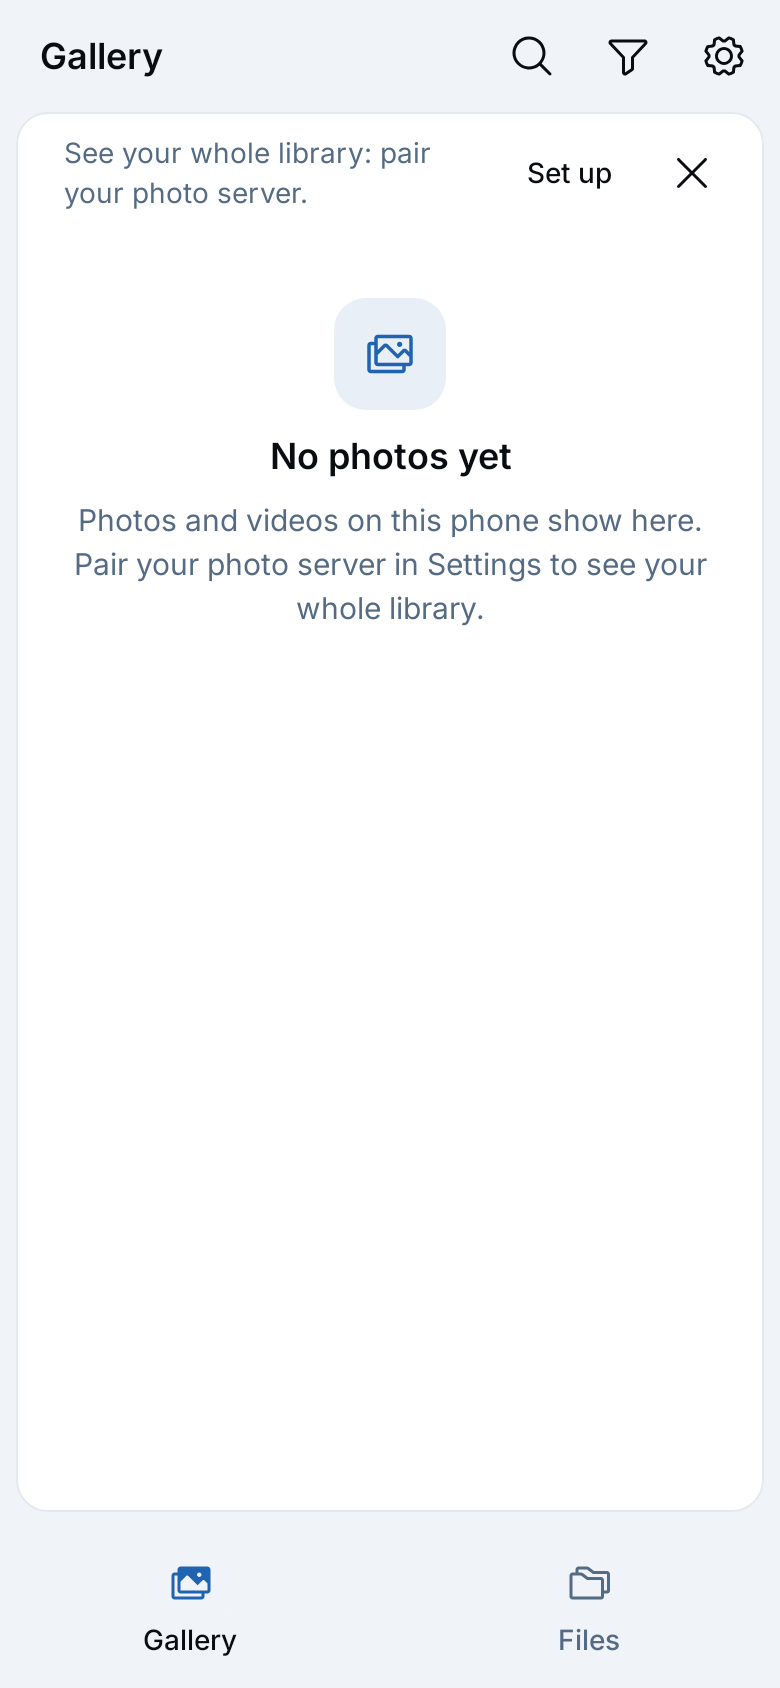 Gallery
See your whole library: pair
your photo server.
Set up
No photos yet
Photos and videos on this phone show here.
Pair your photo server in Settings to see your
whole library.
Gallery
Files